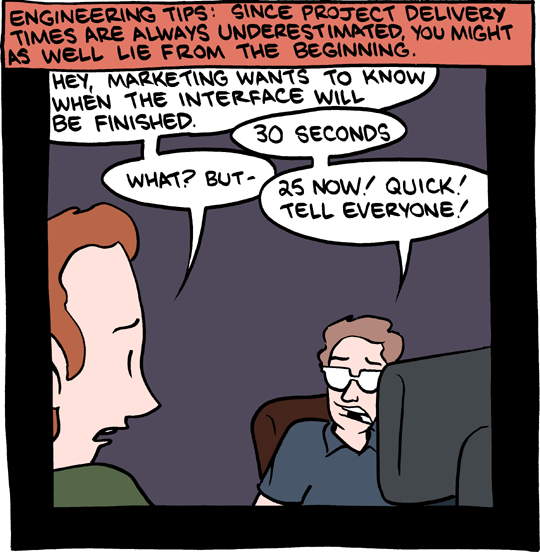 ENGINEERING TIPS: SINCE PROJECT DELIVERY
TIMES ARE ALWAYS UNDERESTIMATED, YOU MIGHT
AS WELL LIE FROM THE BEGINNING.
HEY, MARKETING WANTS TO KNOW
WHEN THE INTERFACE WILL
BE FINISHED.
30 SECONDS
WHAT? BUT-
25 NOW! QUICK!
TELL EVERYONE!